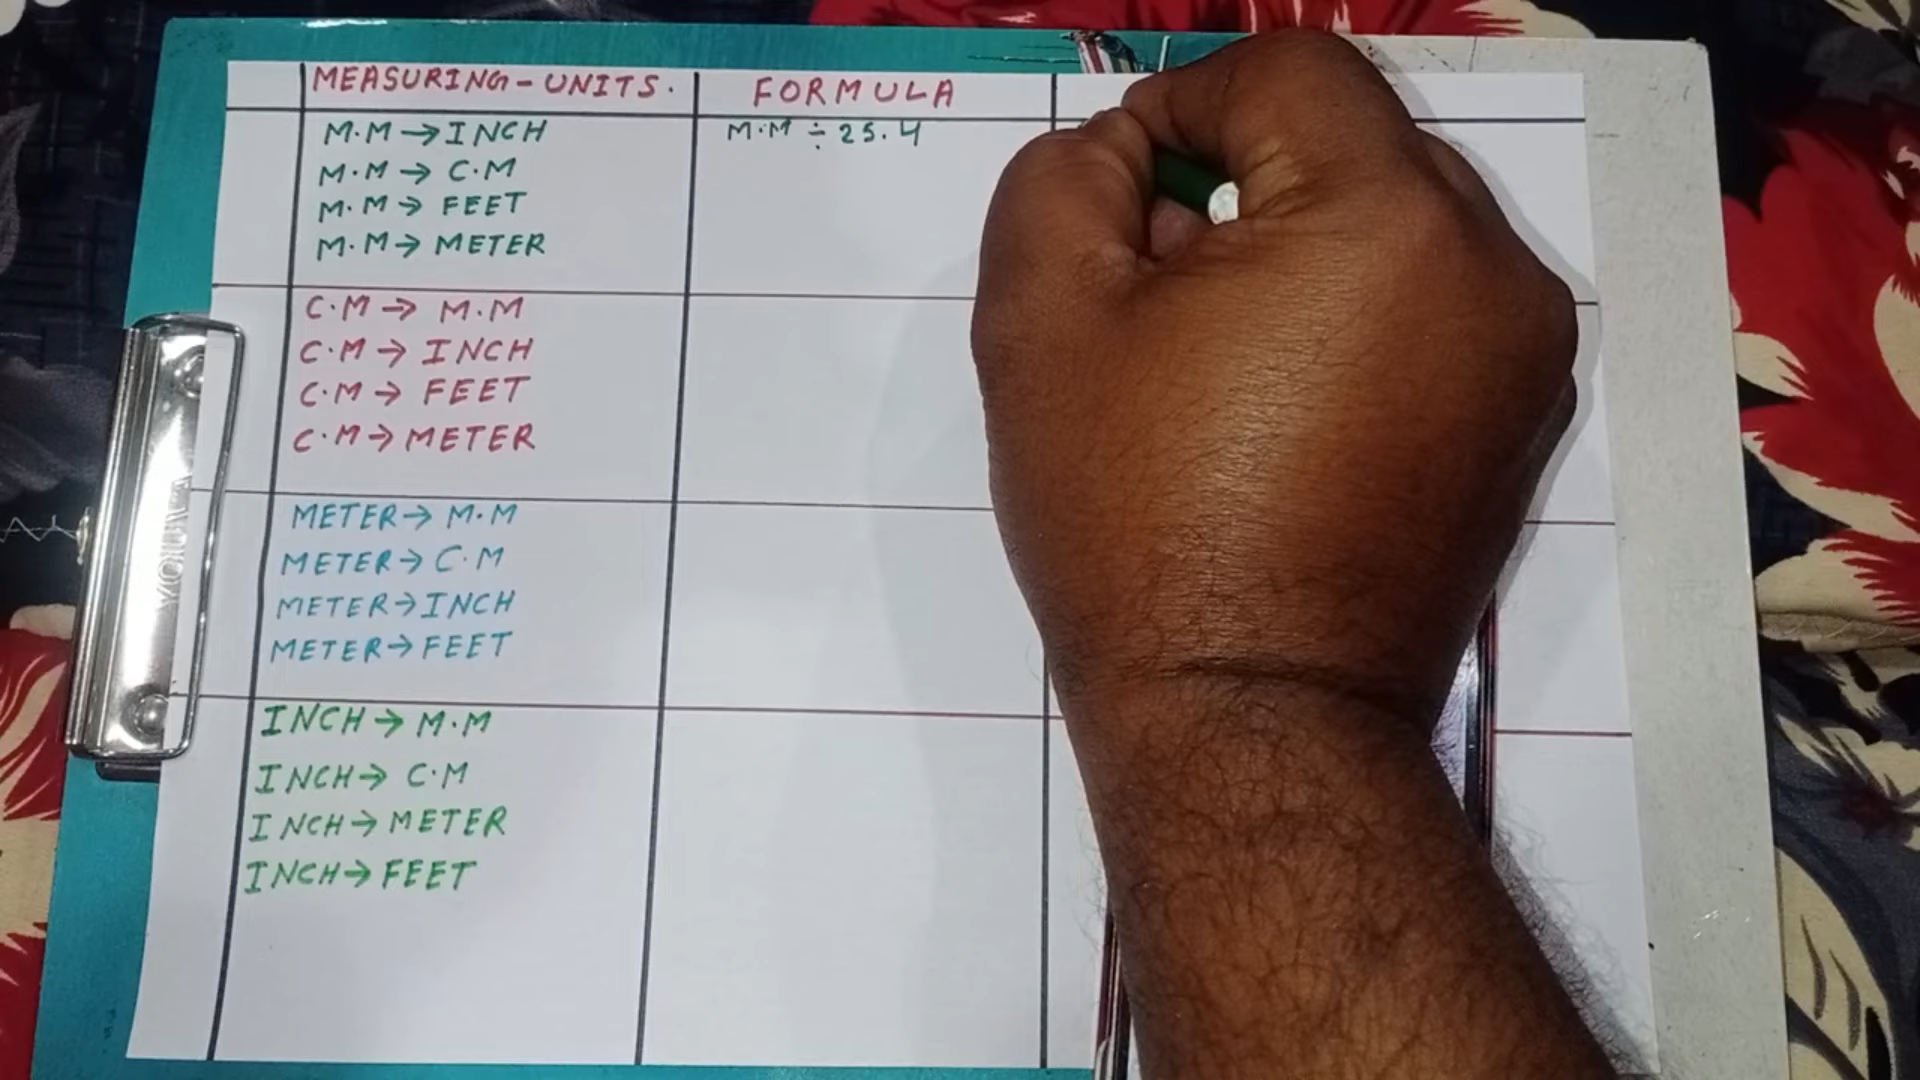 MEASURING-UNITS. FORMULA
M.M → INCH M.M ÷ 25.4
M.M → C.M
M.M → FEET
M.M → METER
C.M → M.M
C.M → INCH
C.M → FEET
C.M → METER
METER → M.M
METER → C.M
METER → INCH
METER → FEET
INCH → M.M
INCH → C.M
INCH → METER
INCH → FEET